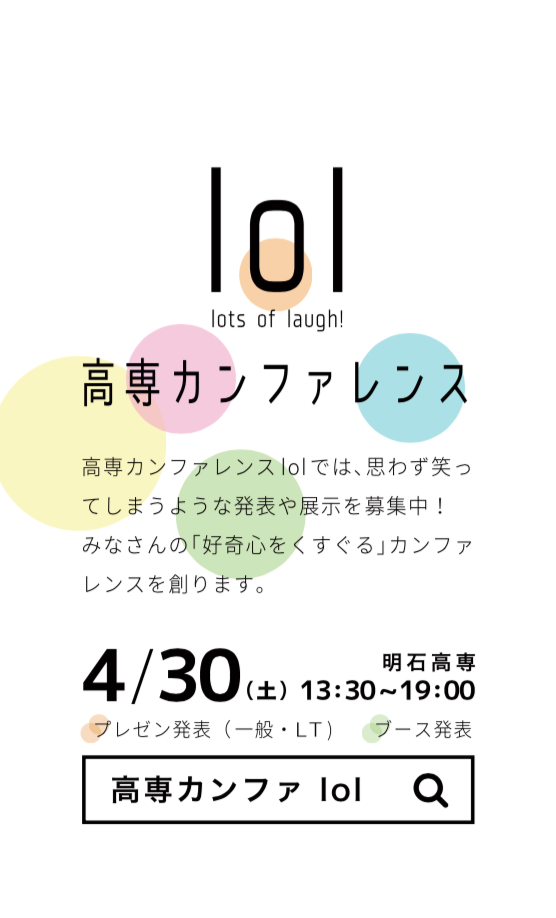 lol
lots of laugh!
高専カンファレンス
高専カンファレンスlolでは、思わず笑っ
てしまうような発表や展示を募集中！
みなさんの「好奇心をくすぐる」カンファ
レンスを創ります。
明石高専
4/30(土) 13:30~19:00
プレゼン発表（一般・LT) ブース発表
高専カンファ lol